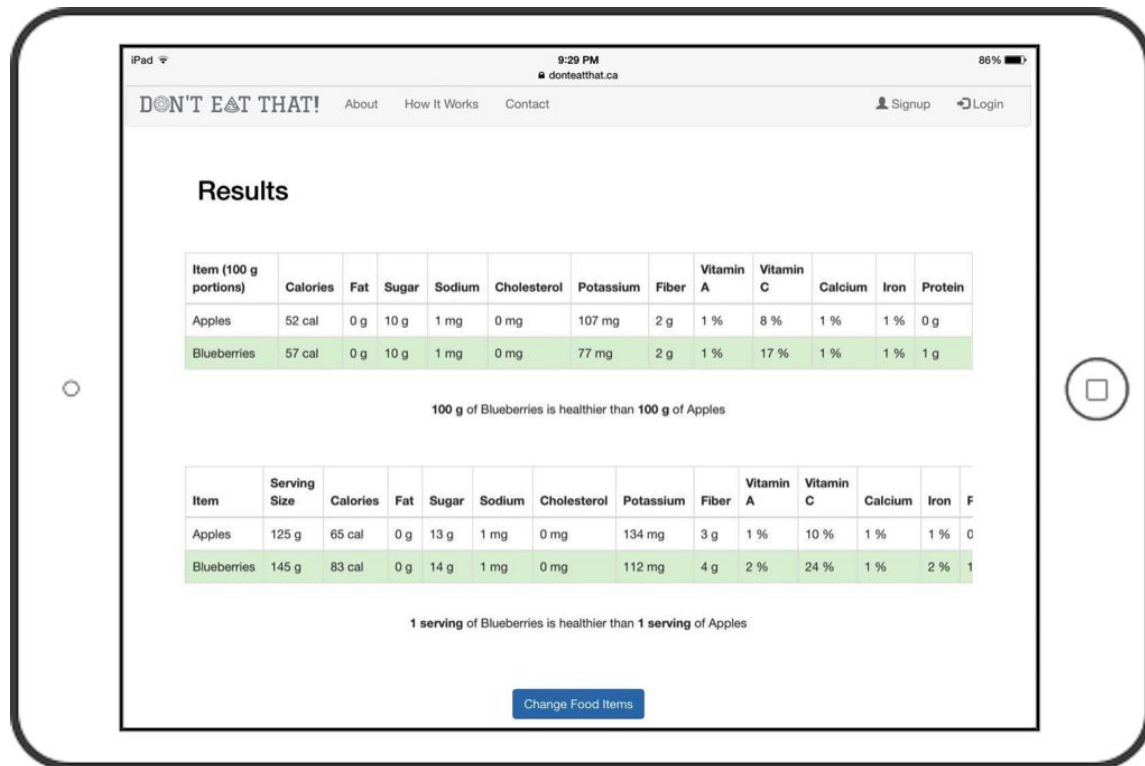 iPad 9:29 PM 86%
donteatthat.ca
DON'T EAT THAT! About How It Works Contact Signup Login
Results
Item (100 g portions) Calories Fat Sugar Sodium Cholesterol Potassium Fiber Vitamin A Vitamin C Calcium Iron Protein
Apples 52 cal 0 g 10 g 1 mg 0 mg 107 mg 2 g 1 % 8 % 1 % 1 % 0 g
Blueberries 57 cal 0 g 10 g 1 mg 0 mg 77 mg 2 g 1 % 17 % 1 % 1 % 1 g
100 g of Blueberries is healthier than 100 g of Apples
Item Serving Size Calories Fat Sugar Sodium Cholesterol Potassium Fiber Vitamin A Vitamin C Calcium Iron
Apples 125 g 65 cal 0 g 13 g 1 mg 0 mg 134 mg 3 g 1 % 10 % 1 % 1 % 0
Blueberries 145 g 83 cal 0 g 14 g 1 mg 0 mg 112 mg 4 g 2 % 24 % 1 % 2 % 1
1 serving of Blueberries is healthier than 1 serving of Apples
Change Food Items